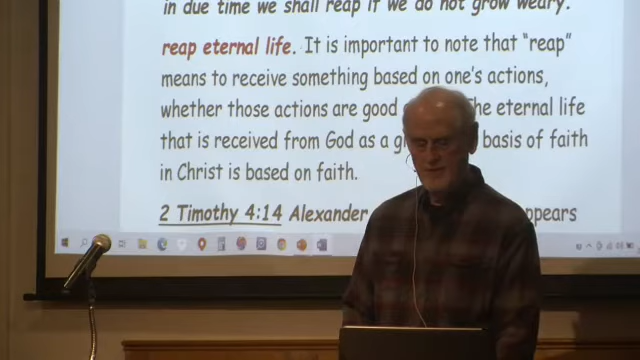 in due time we shall reap if we do not grow weary.
reap eternal life. It is important to note that “reap”
means to receive something based on one's actions,
whether those actions are good he eternal life
that is received from God as a g basis of faith
in Christ is based on faith.
2 Timothy 4:14 Alexander ppears